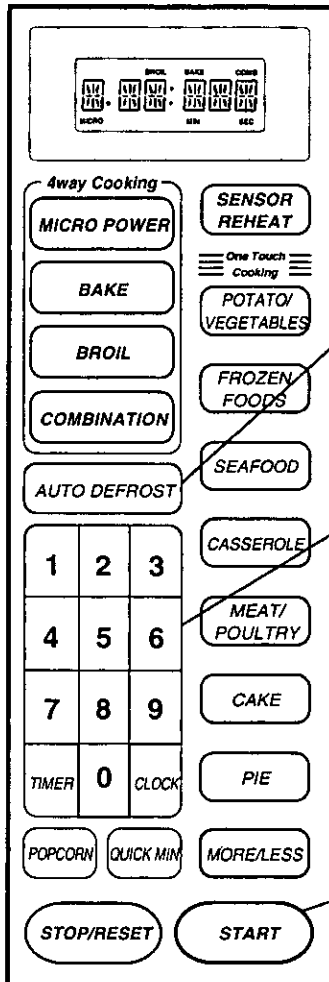 BROIL BAKE COMB
MICRO MIN SEC
4way Cooking
MICRO POWER
BAKE
BROIL
COMBINATION
AUTO DEFROST
1 2 3
4 5 6
7 8 9
TIMER 0 CLOCK
POPCORN QUICK MIN
STOP/RESET
SENSOR
REHEAT
One Touch
Cooking
POTATO/
VEGETABLES
FROZEN
FOODS
SEAFOOD
CASSEROLE
MEAT/
POULTRY
CAKE
PIE
MORE/LESS
START